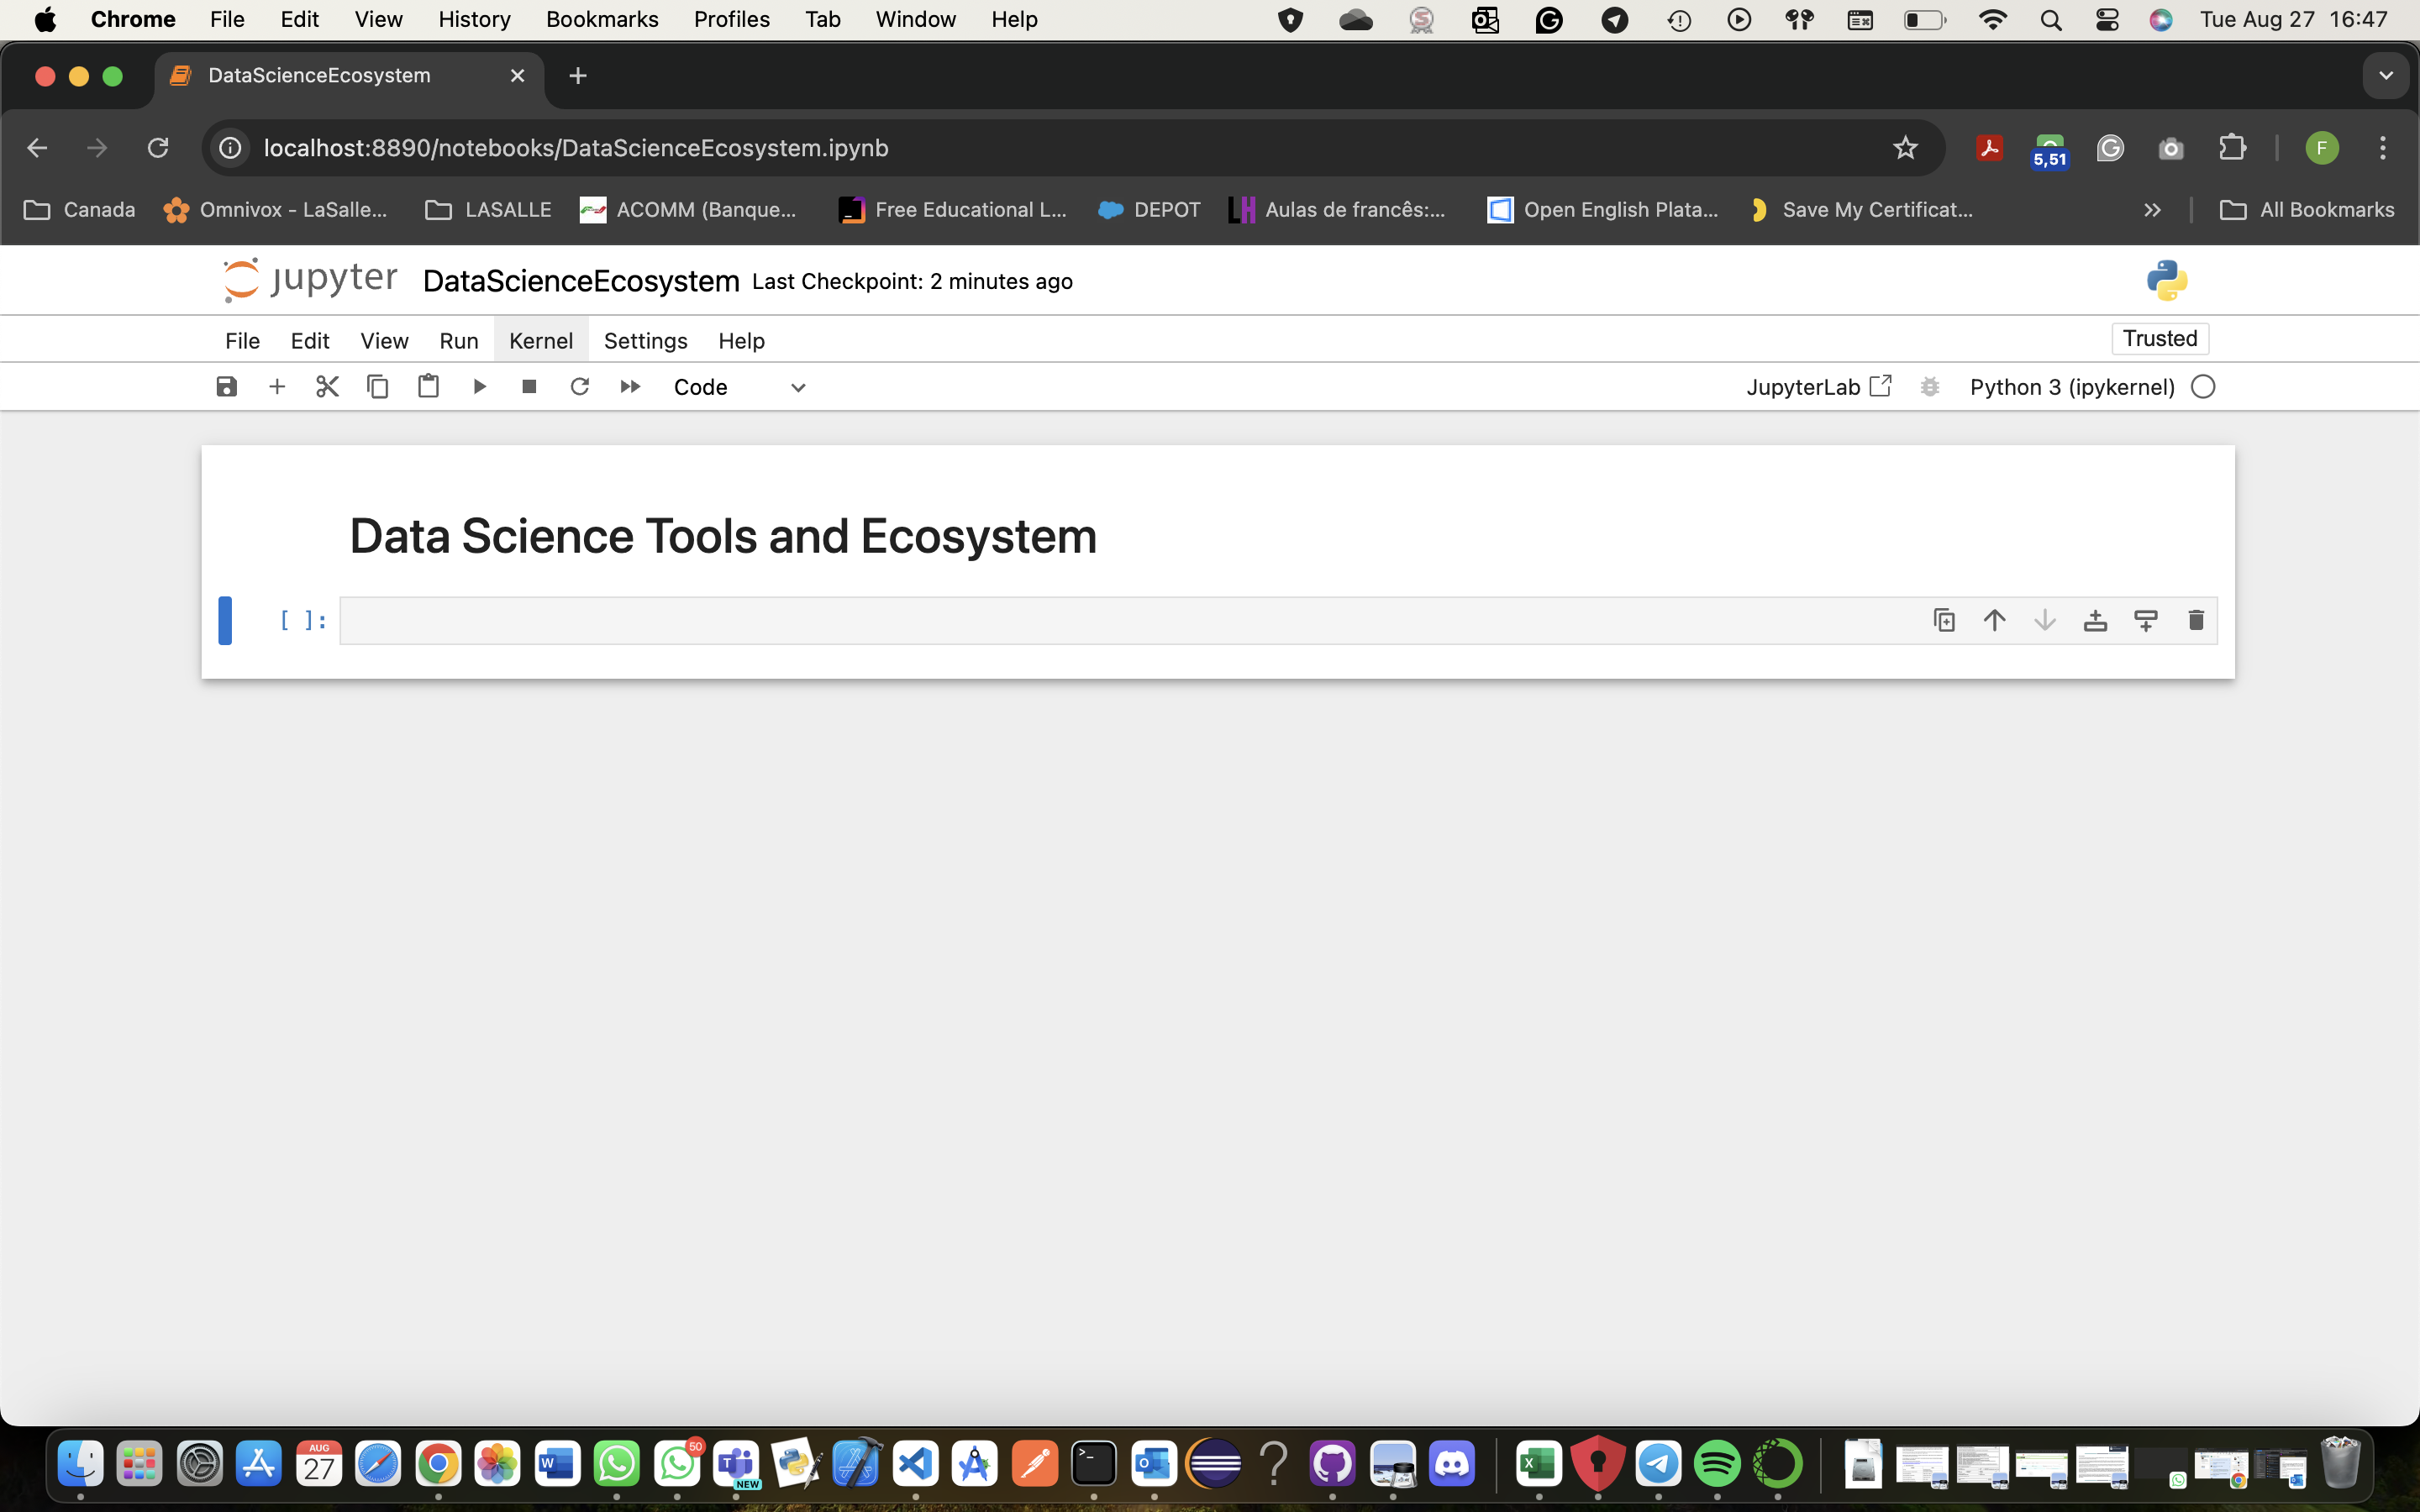 Chrome File Edit View History Bookmarks Profiles Tab Window Help Tue Aug 27 16:47
DataScienceEcosystem
localhost:8890/notebooks/DataScienceEcosystem.ipynb 5,51 F
Canada Omnivox - LaSalle... LASALLE ACOMM (Banque... Free Educational L... DEPOT Aulas de francês:... Open English Plata... Save My Certificat... All Bookmarks
jupyter DataScienceEcosystem Last Checkpoint: 2 minutes ago
File Edit View Run Kernel Settings Help Trusted
Code JupyterLab Python 3 (ipykernel)
Data Science Tools and Ecosystem
[ ]:
AUG
27
50
NEW